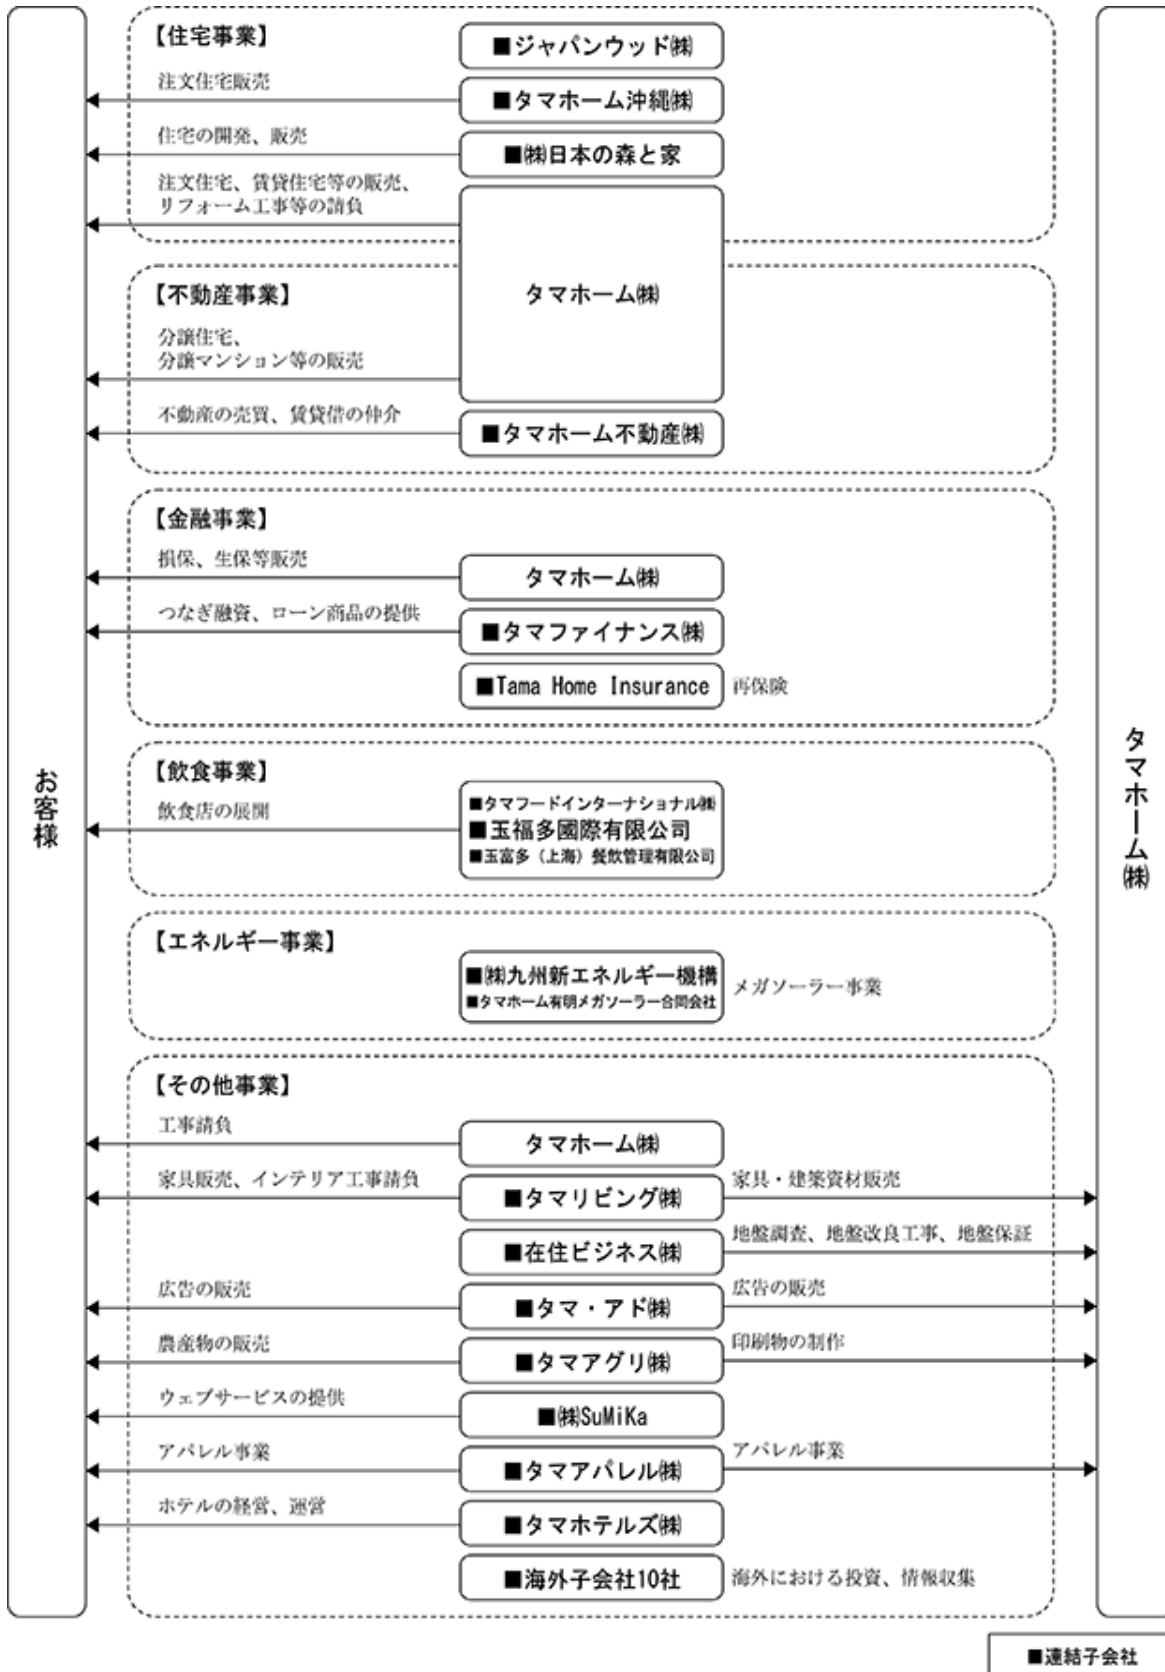 お客様
【住宅事業】
■ジャパンウッド㈱
注文住宅販売
■タマホーム沖縄㈱
住宅の開発、販売
■㈱日本の森と家
注文住宅、賃貸住宅等の販売、
リフォーム工事等の請負
タマホーム㈱
【不動産事業】
分譲住宅、
分譲マンション等の販売
不動産の売買、賃貸借の仲介
■タマホーム不動産㈱
【金融事業】
損保、生保等販売
タマホーム㈱
つなぎ融資、ローン商品の提供
■タマファイナンス㈱
■Tama Home Insurance
再保険
【飲食事業】
飲食店の展開
■タマフードインターナショナル㈱
■玉福多國際有限公司
■玉富多（上海）餐飲管理有限公司
【エネルギー事業】
■㈱九州新エネルギー機構
■タマホーム有明メガソーラー合同会社
メガソーラー事業
【その他事業】
工事請負
タマホーム㈱
家具販売、インテリア工事請負
■タマリビング㈱
家具・建築資材販売
■在住ビジネス㈱
地盤調査、地盤改良工事、地盤保証
広告の販売
■タマ・アド㈱
広告の販売
農産物の販売
■タマアグリ㈱
印刷物の制作
ウェブサービスの提供
■㈱SuMiKa
アパレル事業
■タマアパレル㈱
アパレル事業
ホテルの経営、運営
■タマホテルズ㈱
■海外子会社10社
海外における投資、情報収集
タマホーム㈱
■連結子会社